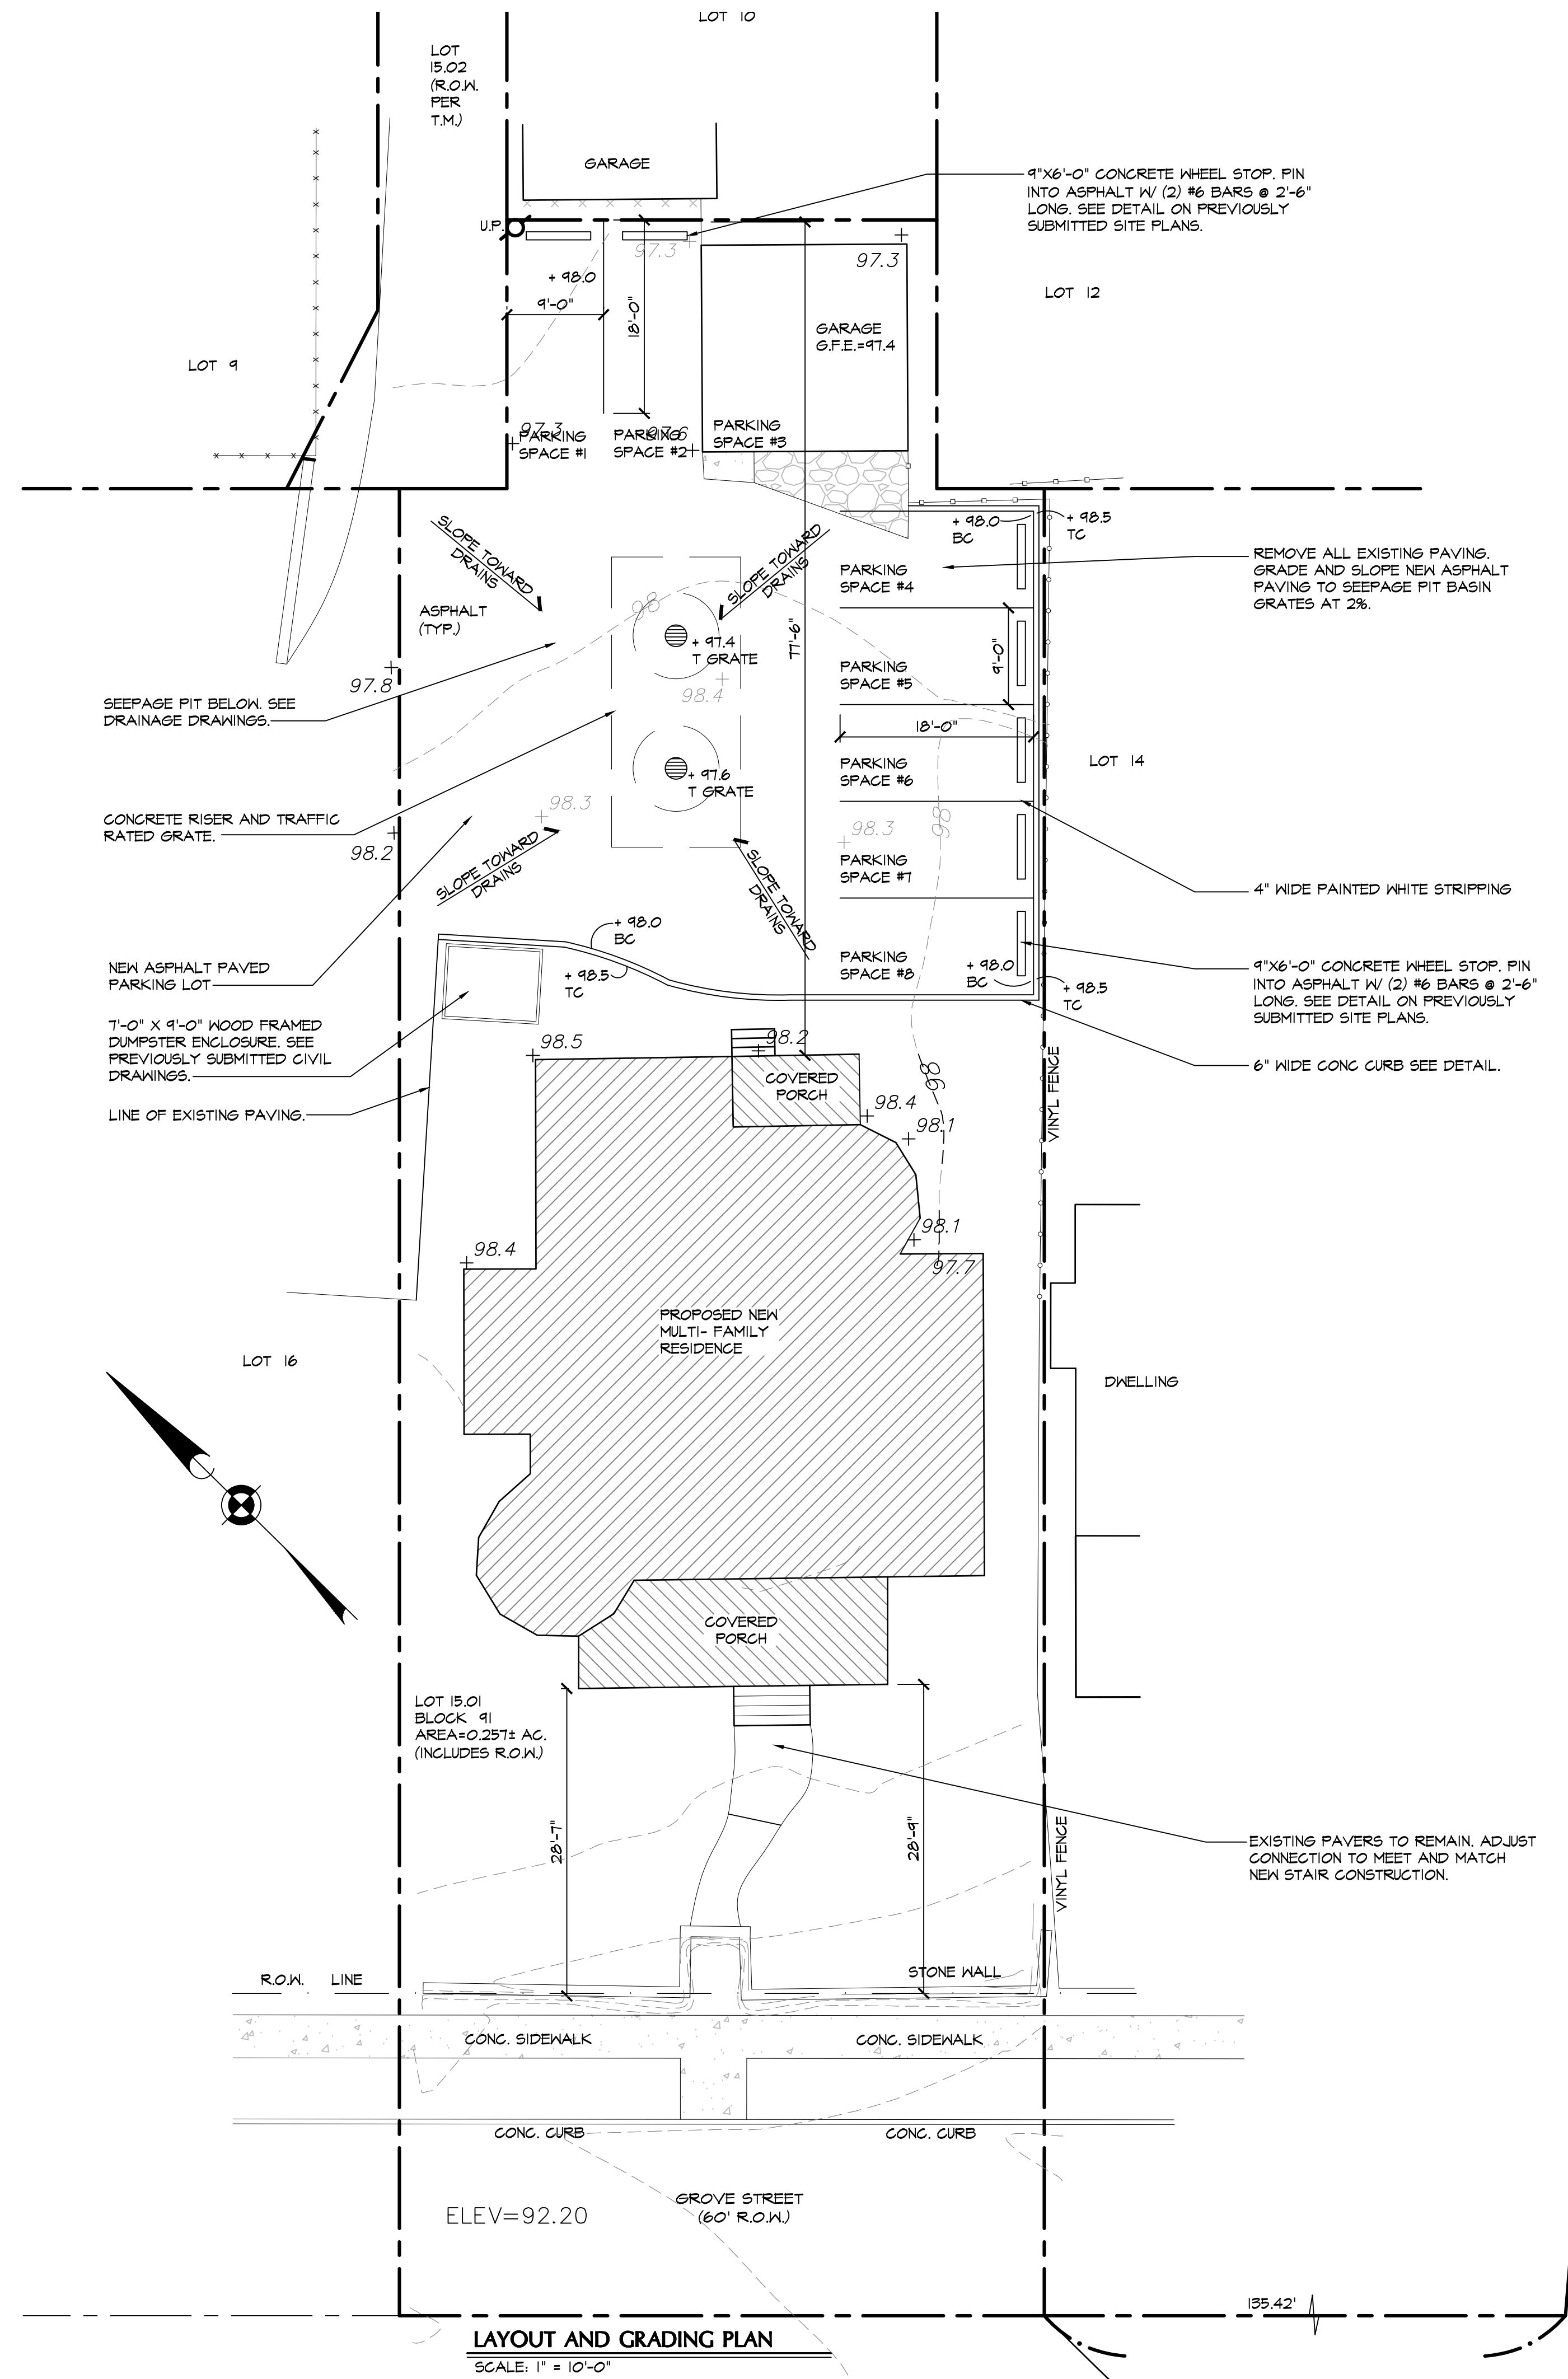 LOT 10
LOT
15.02
(R.O.W.
PER
T.M.)
GARAGE
9"X6'-0" CONCRETE WHEEL STOP. PIN
INTO ASPHALT W/ (2) #6 BARS @ 2'-6"
LONG. SEE DETAIL ON PREVIOUSLY
SUBMITTED SITE PLANS.
U.P.
97.3
97.3
+ 98.0
9'-0"
18'-0"
LOT 12
GARAGE
G.F.E.=97.4
LOT 9
97.3
PARKING
SPACE #1
97.6
PARKING
SPACE #2
PARKING
SPACE #3
SLOPE TOWARD
DRAINS
SLOPE TOWARD
DRAINS
+ 98.0
BC
+ 98.5
TC
REMOVE ALL EXISTING PAVING.
GRADE AND SLOPE NEW ASPHALT
PAVING TO SEEPAGE PIT BASIN
GRATES AT 2%.
PARKING
SPACE #4
ASPHALT
(TYP.)
98
+ 97.4
T GRATE
77'-6"
9'-0"
PARKING
SPACE #5
97.8
98.4
SEEPAGE PIT BELOW. SEE
DRAINAGE DRAWINGS.
18'-0"
LOT 14
PARKING
SPACE #6
+ 97.6
T GRATE
98.3
98.3
98
CONCRETE RISER AND TRAFFIC
RATED GRATE.
98.2
SLOPE TOWARD
DRAINS
SLOPE TOWARD
DRAINS
PARKING
SPACE #7
4" WIDE PAINTED WHITE STRIPPING
+ 98.0
BC
+ 98.5
TC
PARKING
SPACE #8
+ 98.0
BC
+ 98.5
TC
9"X6'-0" CONCRETE WHEEL STOP. PIN
INTO ASPHALT W/ (2) #6 BARS @ 2'-6"
LONG. SEE DETAIL ON PREVIOUSLY
SUBMITTED SITE PLANS.
NEW ASPHALT PAVED
PARKING LOT
7'-0" X 9'-0" WOOD FRAMED
DUMPSTER ENCLOSURE. SEE
PREVIOUSLY SUBMITTED CIVIL
DRAWINGS.
6" WIDE CONC CURB SEE DETAIL.
98.5
98.2
COVERED
PORCH
98
VINYL FENCE
LINE OF EXISTING PAVING.
98.4
98.1
98.1
98.4
97.7
PROPOSED NEW
MULTI- FAMILY
RESIDENCE
LOT 16
DWELLING
COVERED
PORCH
LOT 15.01
BLOCK 91
AREA=0.257± AC.
(INCLUDES R.O.W.)
28'-7"
28'-9"
VINYL FENCE
EXISTING PAVERS TO REMAIN. ADJUST
CONNECTION TO MEET AND MATCH
NEW STAIR CONSTRUCTION.
R.O.W. LINE
STONE WALL
CONC. SIDEWALK
CONC. SIDEWALK
CONC. CURB
CONC. CURB
ELEV=92.20
GROVE STREET
(60' R.O.W.)
135.42'
LAYOUT AND GRADING PLAN
SCALE: 1" = 10'-0"